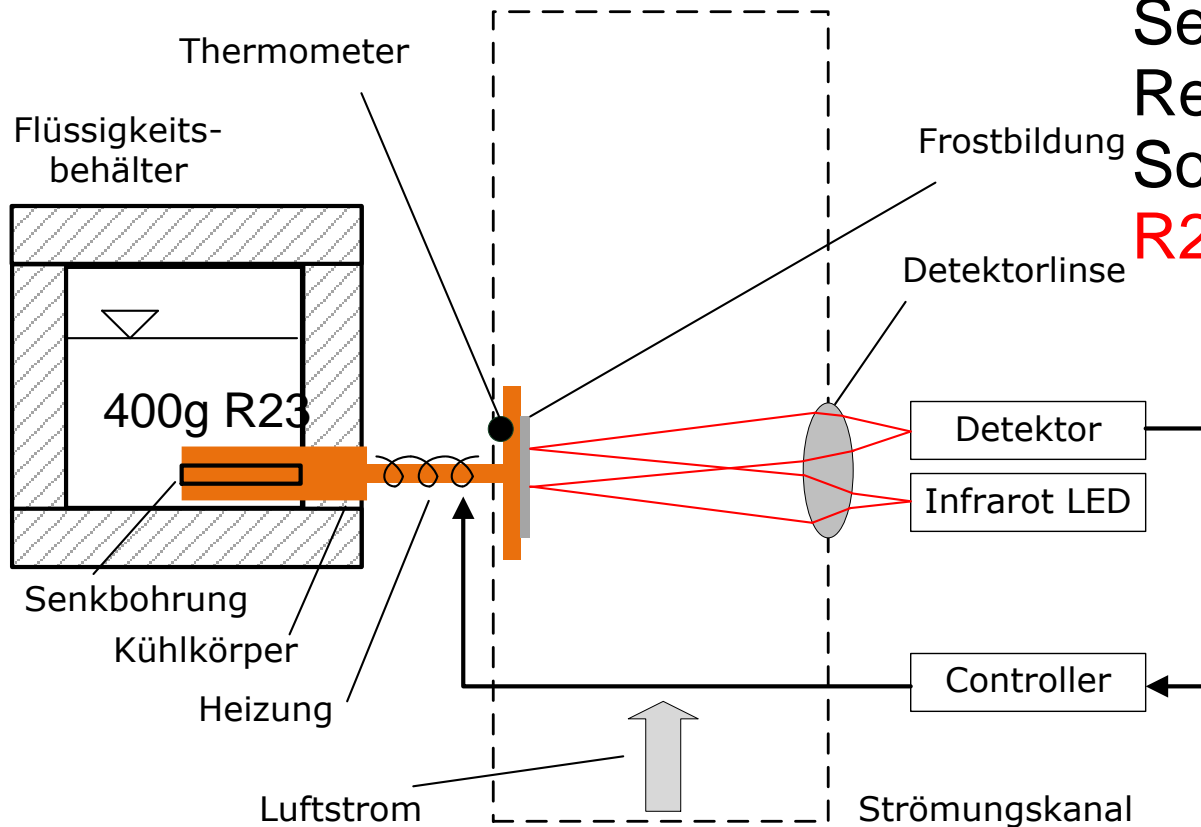 Thermometer
Flüssigkeits-
behälter
Frostbildung
Detektorlinse
400g R23
Detektor
Infrarot LED
Senkbohrung
Kühlkörper
Heizung
Controller
Luftstrom
Strömungskanal